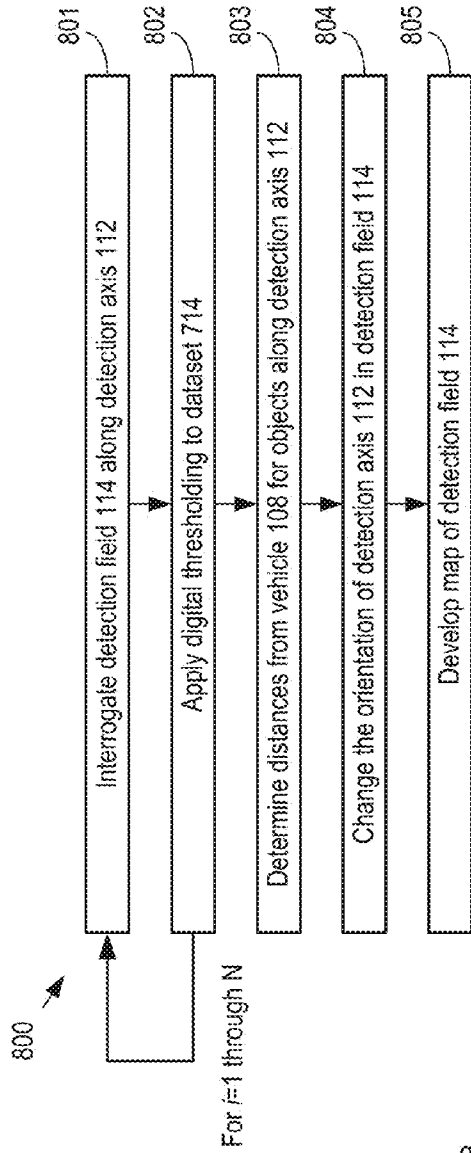 800
Interrogate detection field 114 along detection axis 112
801
Apply digital thresholding to dataset 714
802
For i=1 through N
Determine distances from vehicle 108 for objects along detection axis 112
803
Change the orientation of detection axis 112 in detection field 114
804
Develop map of detection field 114
805